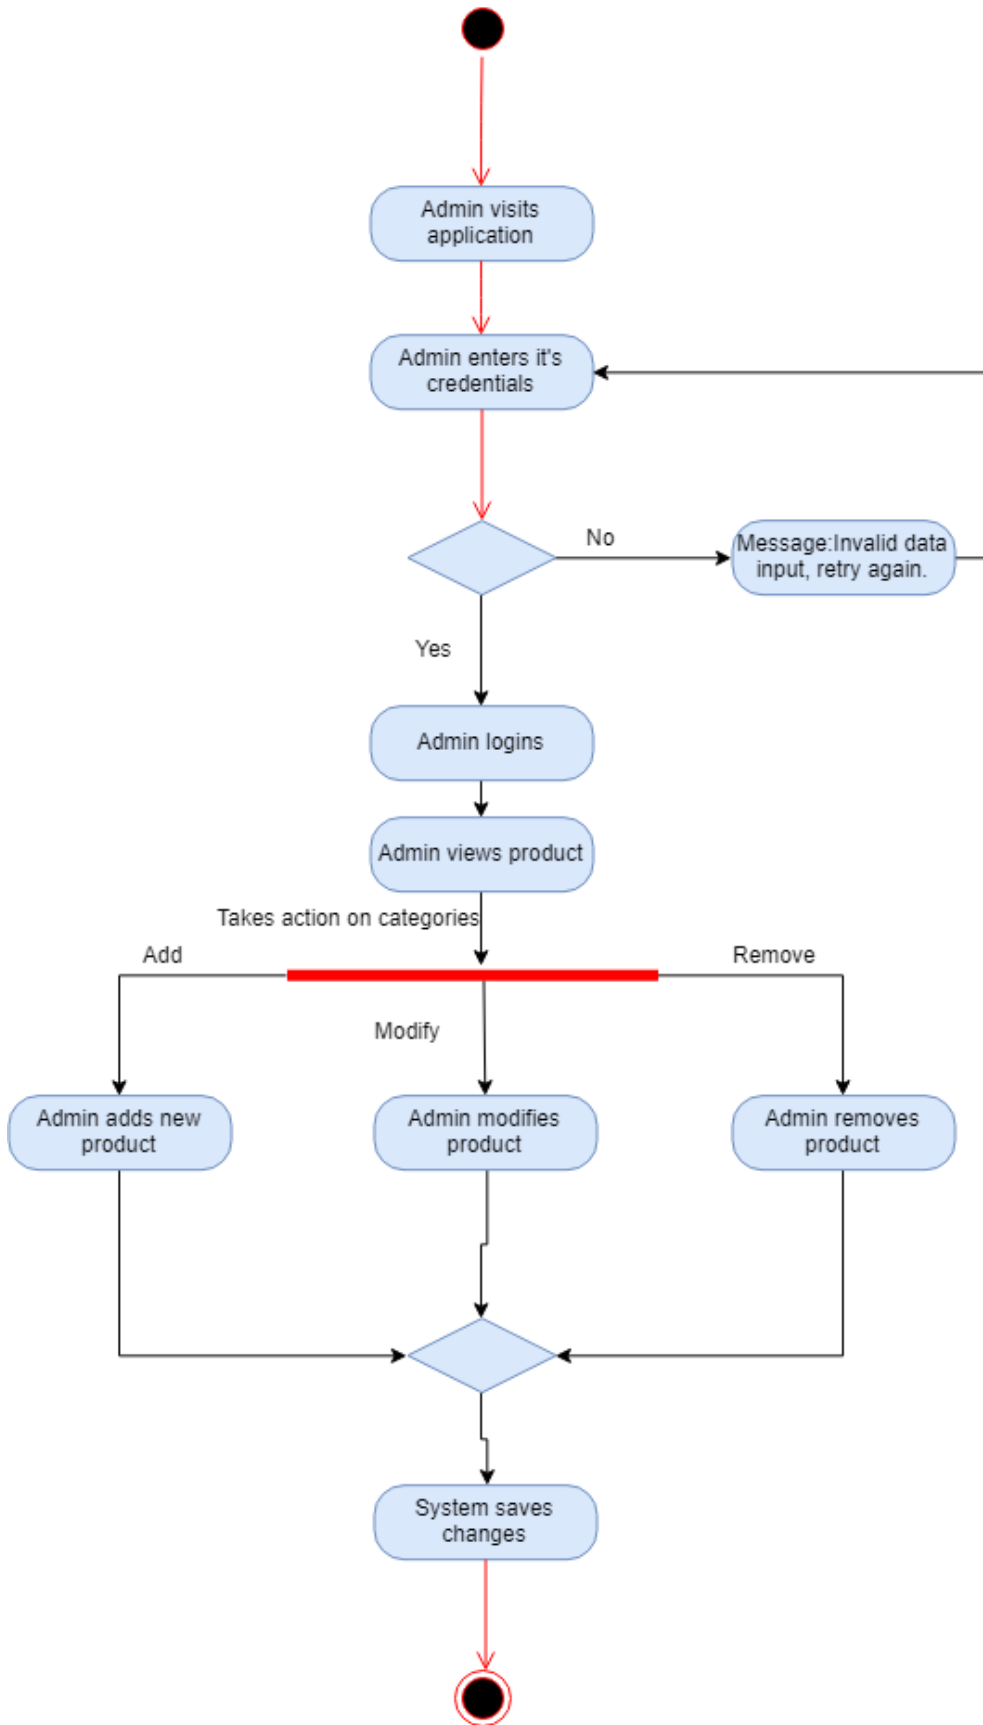 Admin visits
application
Admin enters it's
credentials
No
Message:Invalid data
input, retry again.
Yes
Admin logins
Admin views product
Takes action on categories
Add
Remove
Modify
Admin adds new
product
Admin modifies
product
Admin removes
product
System saves
changes